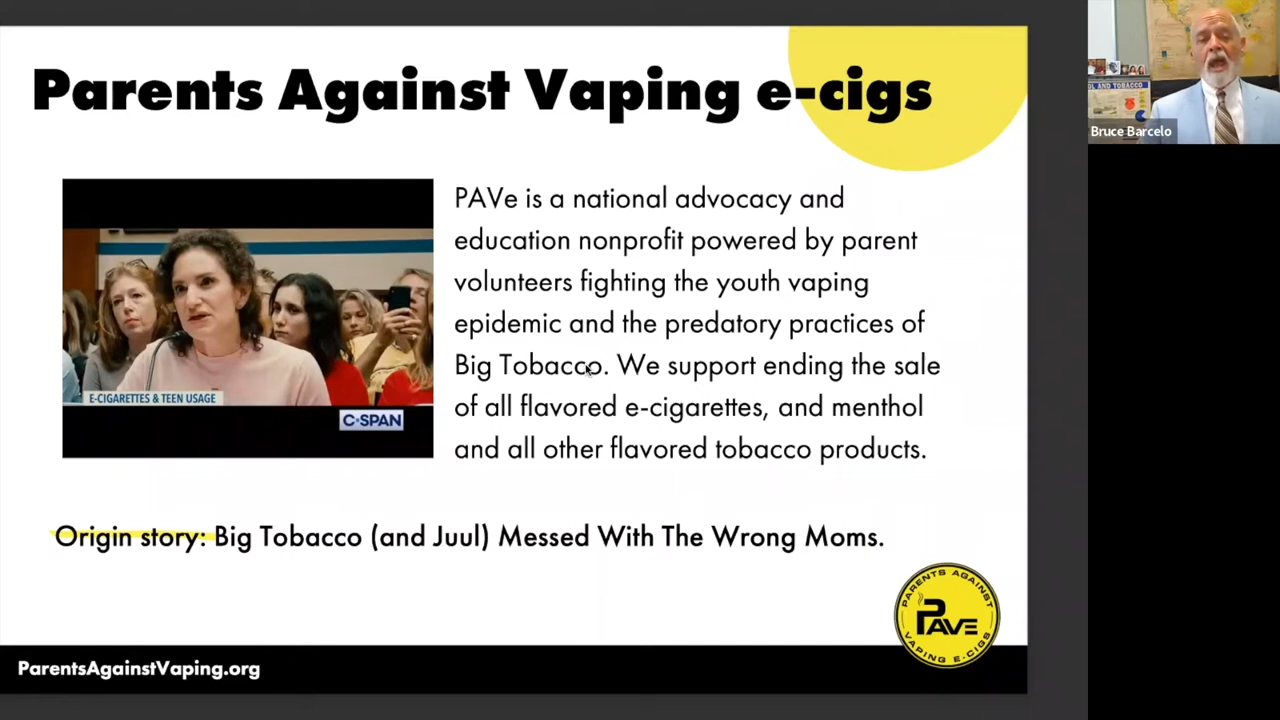 Parents Against Vaping e-cigs
PAVe is a national advocacy and
education nonprofit powered by parent
volunteers fighting the youth vaping
epidemic and the predatory practices of
Big Tobacco. We support ending the sale
of all flavored e-cigarettes, and menthol
and all other flavored tobacco products.
E-CIGARETTES & TEEN USAGE
C-SPAN
Origin story: Big Tobacco (and Juul) Messed With The Wrong Moms.
PARENTS AGAINST
PAVE
VAPING E-CIGS
ParentsAgainstVaping.org
AND TOBACCO
Bruce Barcelo